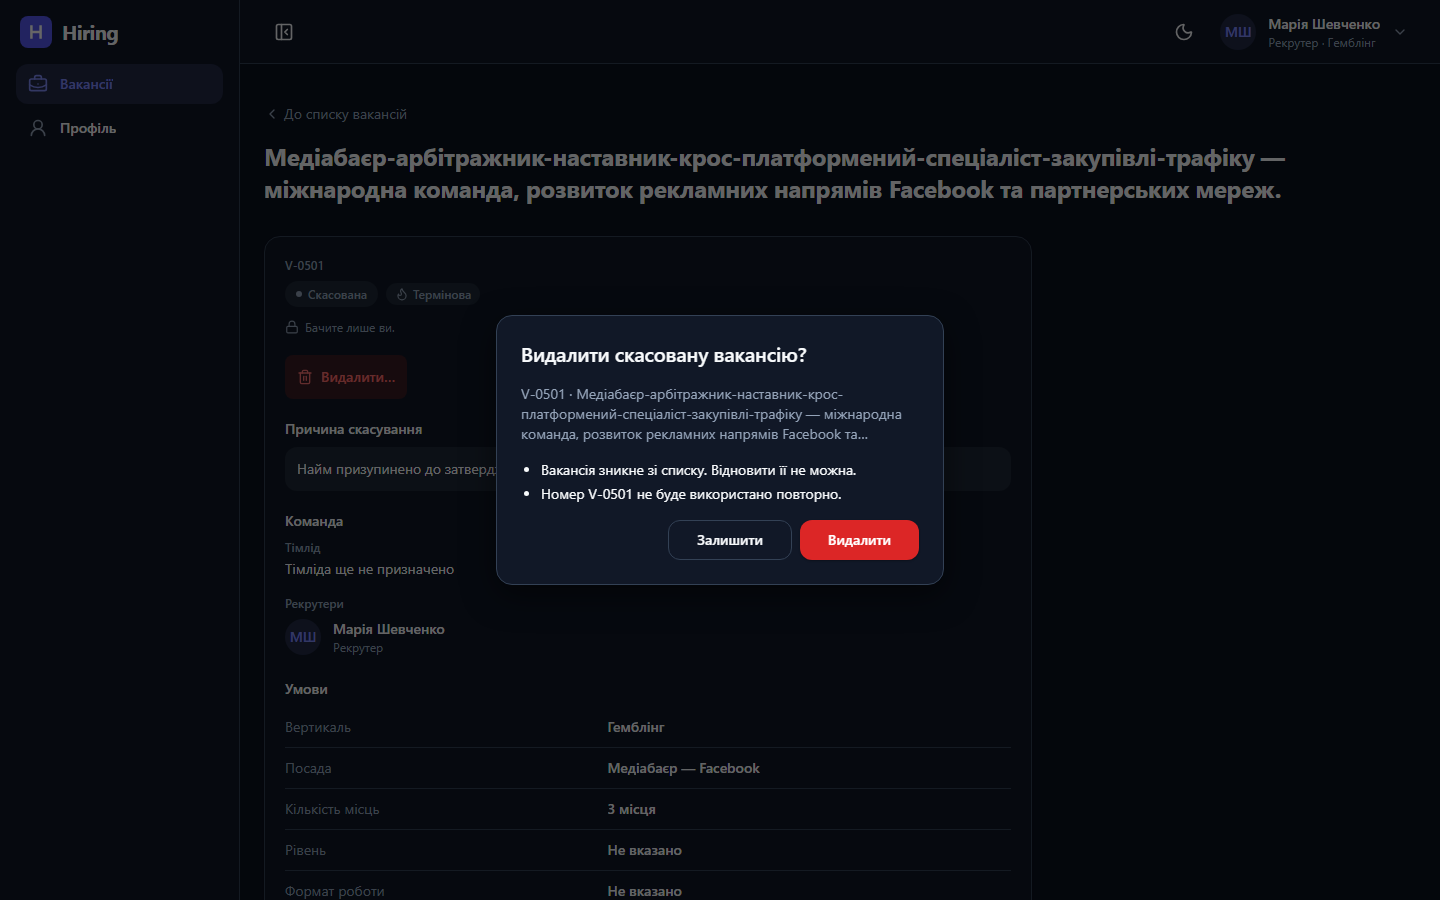 H Hiring
Вакансії
Профіль
МШ
Марія Шевченко
Рекрутер · Гемблінг
До списку вакансій
Медіабаєр-арбітражник-наставник-крос-платформений-спеціаліст-закупівлі-трафіку —
міжнародна команда, розвиток рекламних напрямів Facebook та партнерських мереж.
V-0501
Скасована
Термінова
Бачите лише ви.
Видалити...
Причина скасування
Найм призупинено до
Команда
Тімлід
Тімліда ще не призначено
Рекрутери
МШ
Марія Шевченко
Рекрутер
Умови
Вертикаль Гемблінг
Посада Медіабаєр — Facebook
Кількість місць 3 місця
Рівень Не вказано
Формат роботи Не вказано
Видалити скасовану вакансію?
V-0501 · Медіабаєр-арбітражник-наставник-крос-
платформений-спеціаліст-закупівлі-трафіку — міжнародна
команда, розвиток рекламних напрямів Facebook та...
Вакансія зникне зі списку. Відновити її не можна.
Номер V-0501 не буде використано повторно.
Залишити
Видалити